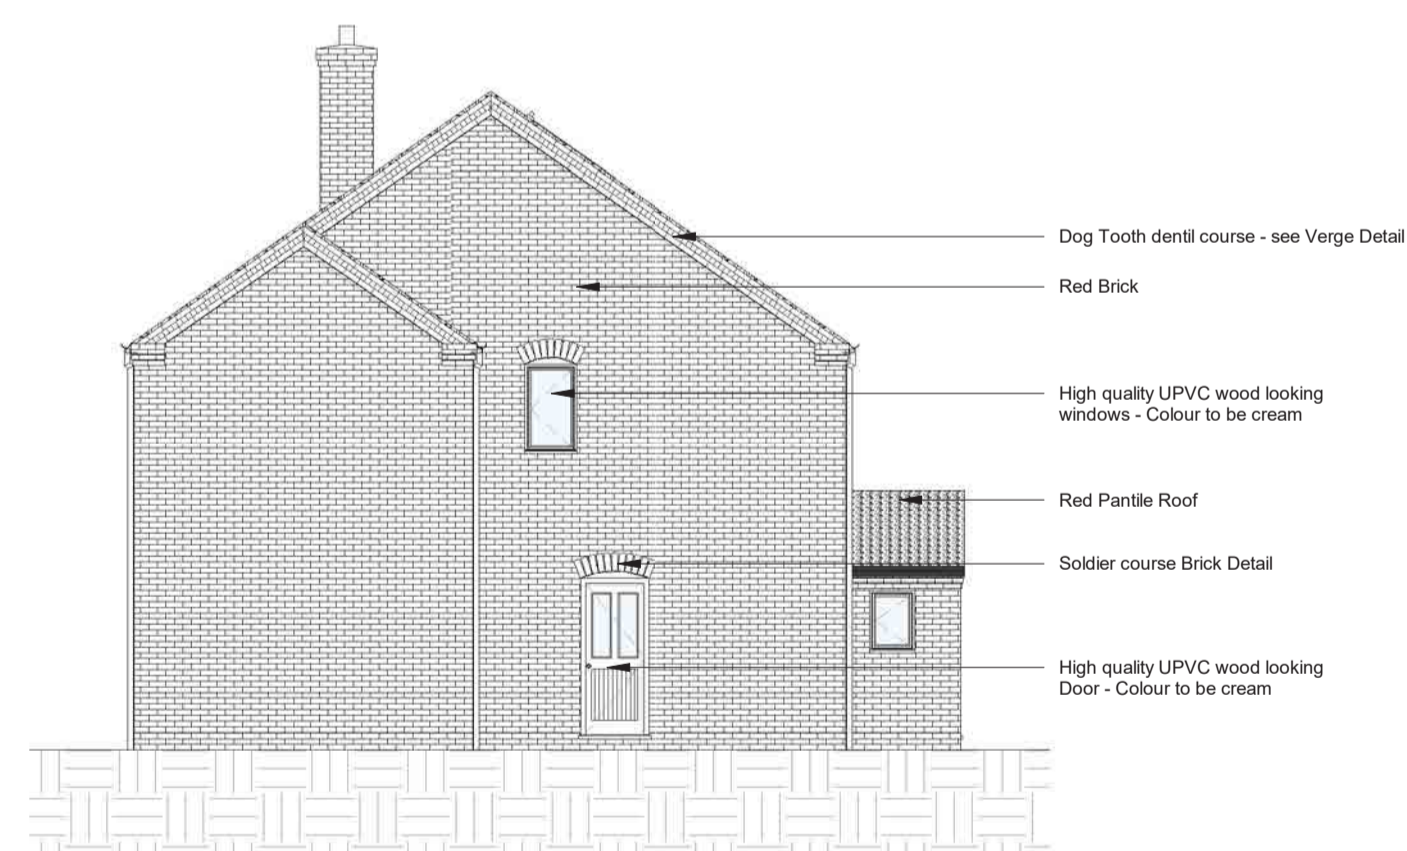 Dog Tooth dentil course - see Verge Detail
Red Brick
High quality UPVC wood looking
windows - Colour to be cream
Red Pantile Roof
Soldier course Brick Detail
High quality UPVC wood looking
Door - Colour to be cream